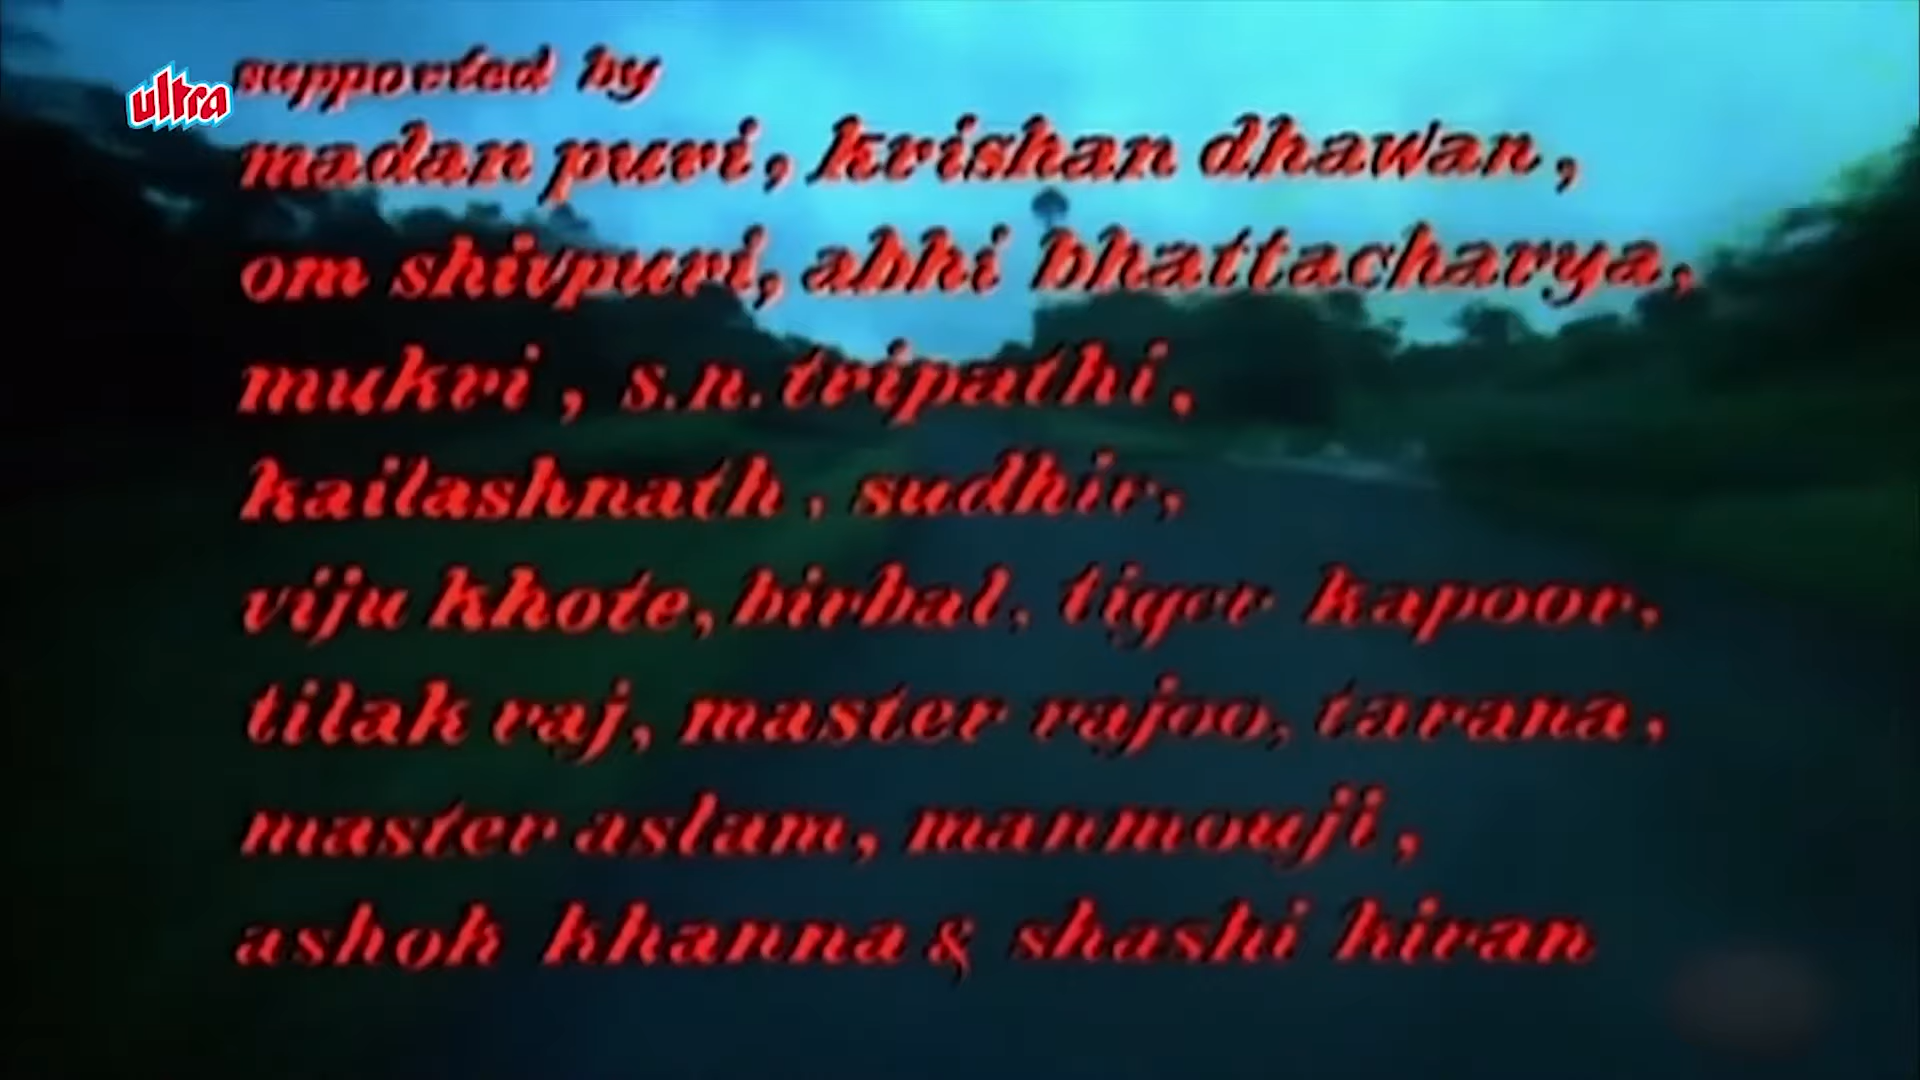 supported by
ultra
madan puri, krishan dhawan,
om shivpuri, abhi bhattacharya,
mukri, s.n. tripathi,
kailashnath, sudhir,
viju khote, birbal, tiger kapoor,
tilak raj, master rajoo, tarana,
master aslam, manmouji,
ashok khanna & shashi kiran